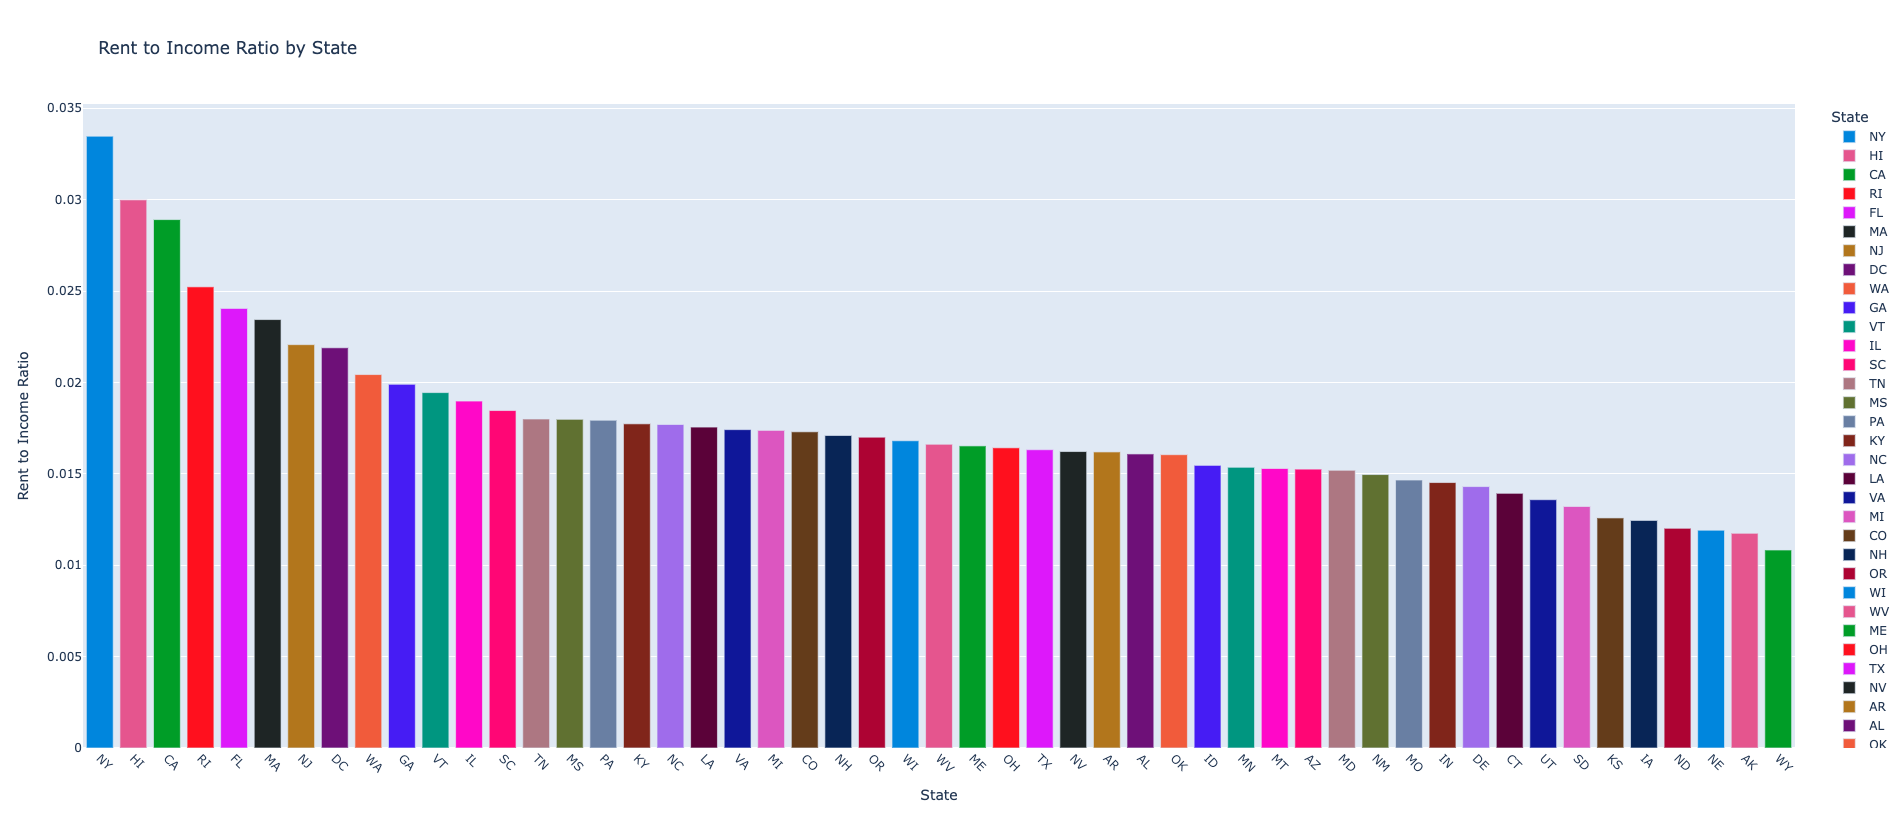 Rent to Income Ratio by State
0.035
0.03
0.025
0.02
0.015
0.01
0.005
0
Rent to Income Ratio
NY HI CA RI FL MA NJ DC WA GA VT IL SC TN MS PA KY NC LA VA MI CO NH OR WI WV ME OH TX NV AR AL OK ID MN MT AZ MD NM MO IN DE CT UT SD KS IA ND NE AK WY
State
State
NY
HI
CA
RI
FL
MA
NJ
DC
WA
GA
VT
IL
SC
TN
MS
PA
KY
NC
LA
VA
MI
CO
NH
OR
WI
WV
ME
OH
TX
NV
AR
AL
OK